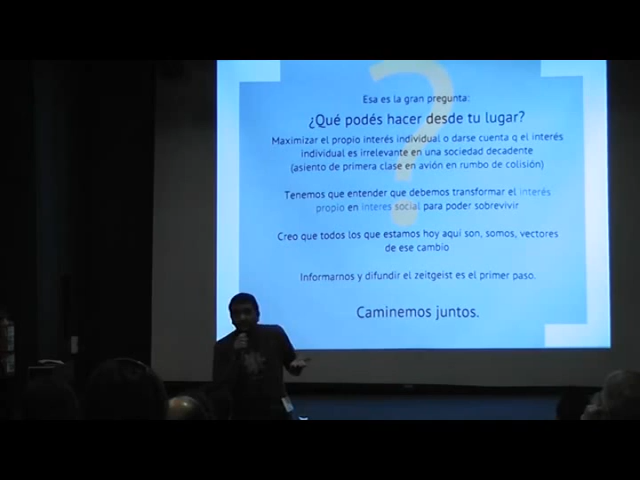 Esa es la gran pregunta:
¿Qué podés hacer desde tu lugar?
Maximizar el propio interés individual o darse cuenta q el interés
individual es irrelevante en una sociedad decadente
(asiento de primera clase en avión en rumbo de colisión)
Tenemos que entender que debemos transformar el interés
propio en interes social para poder sobrevivir
Creo que todos los que estamos hoy aqui son, somos, vectores
de ese cambio
Informarnos y difundir el zeitgeist es el primer paso.
Caminemos juntos.
?